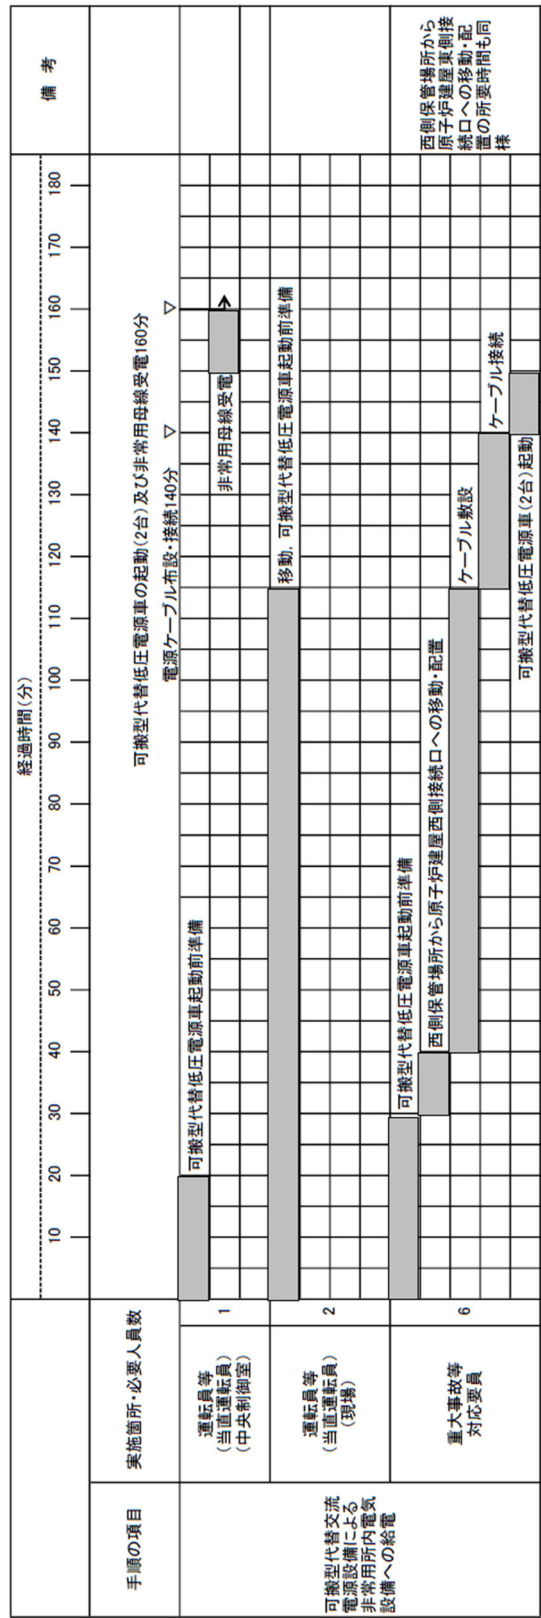 経過時間(分)
備 考
手順の項目
実施箇所・必要人員数
10
20
30
40
50
60
70
80
90
100
110
120
130
140
150
160
170
180
可搬型代替低圧電源車の起動(2台)及び非常用母線受電160分
▽
電源ケーブル布設・接続140分
▽
可搬型代替交流
電源設備による
非常用所内電気
設備への給電
運転員等
(当直運転員)
(中央制御室)
1
可搬型代替低圧電源車起動前準備
非常用母線受電
運転員等
(当直運転員)
(現場)
2
移動，可搬型代替低圧電源車起動前準備
重大事故等
対応要員
6
可搬型代替低圧電源車起動前準備
西側保管場所から原子炉建屋西側接続口への移動・配置
ケーブル敷設
ケーブル接続
可搬型代替低圧電源車(2台)起動
西側保管場所から
原子炉建屋東側接
続口への移動・配
置の所要時間も同
様